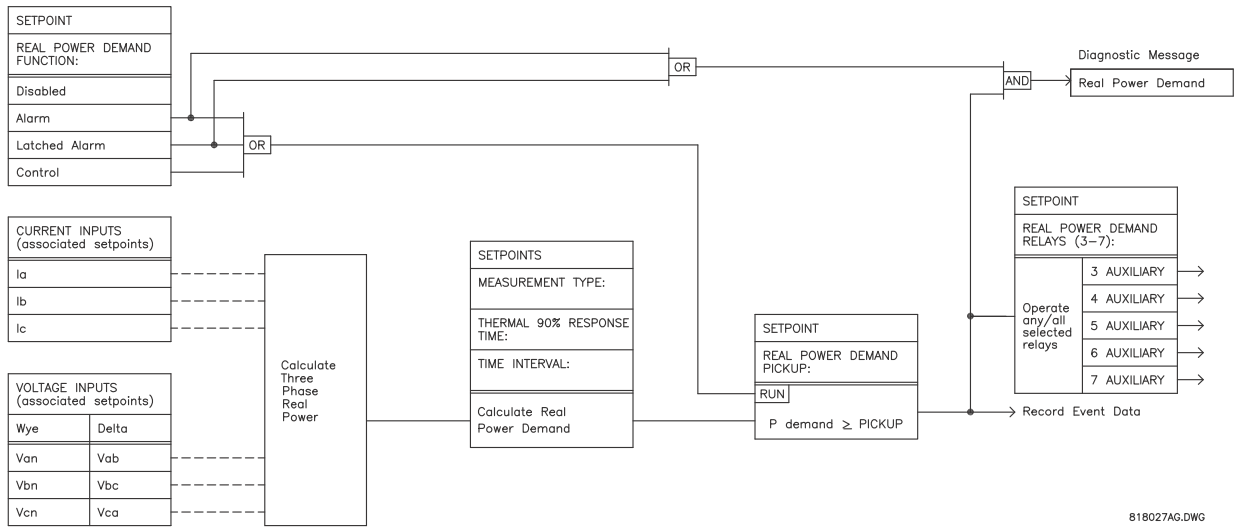 SETPOINT
REAL POWER DEMAND
FUNCTION:
Disabled
Alarm
Latched Alarm
Control
OR
OR
AND
Diagnostic Message
Real Power Demand
CURRENT INPUTS
(associated setpoints)
Ia
Ib
Ic
VOLTAGE INPUTS
(associated setpoints)
Wye Delta
Van Vab
Vbn Vbc
Vcn Vca
Calculate
Three
Phase
Real
Power
SETPOINTS
MEASUREMENT TYPE:
THERMAL 90% RESPONSE
TIME:
TIME INTERVAL:
Calculate Real
Power Demand
SETPOINT
REAL POWER DEMAND
PICKUP:
RUN
P demand ≥ PICKUP
SETPOINT
REAL POWER DEMAND
RELAYS (3-7):
Operate
any/all
selected
relays
3 AUXILIARY
4 AUXILIARY
5 AUXILIARY
6 AUXILIARY
7 AUXILIARY
Record Event Data
818027AG.DWG